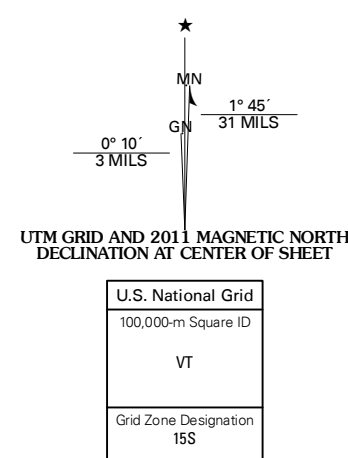 ★
MN
1° 45´
31 MILS
GN
0° 10´
3 MILS
UTM GRID AND 2011 MAGNETIC NORTH
DECLINATION AT CENTER OF SHEET
U.S. National Grid
100,000-m Square ID
VT
Grid Zone Designation
15S